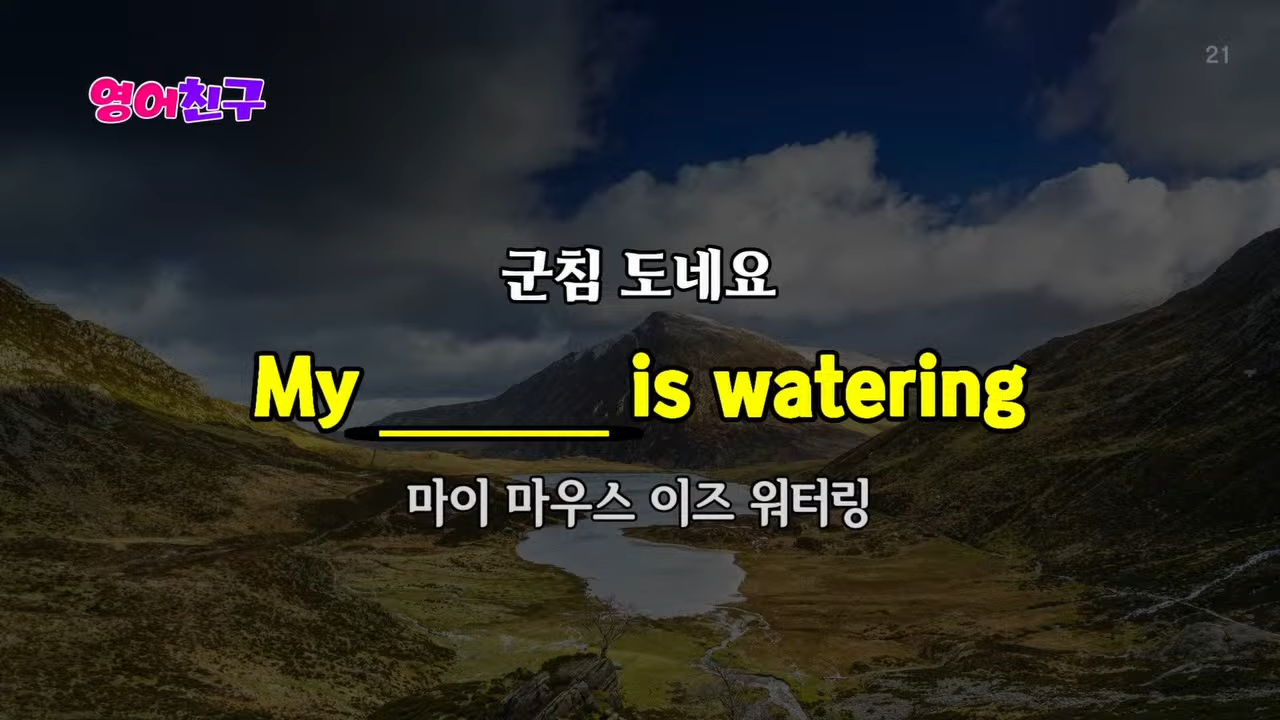 21
영어친구
군침 도네요
My ______ is watering
마이 마우스 이즈 워터링